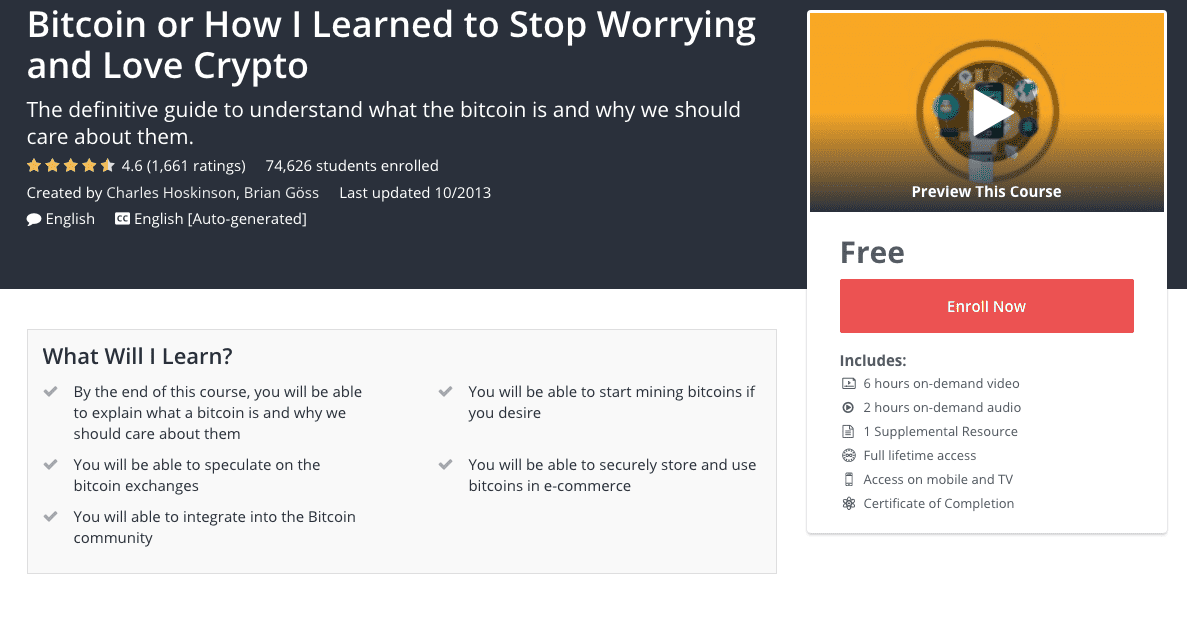 Bitcoin or How I Learned to Stop Worrying
and Love Crypto
The definitive guide to understand what the bitcoin is and why we should
care about them.
4.6 (1,661 ratings) 74,626 students enrolled
Created by Charles Hoskinson, Brian Göss Last updated 10/2013
English CC English [Auto-generated]
Preview This Course
Free
Enroll Now
Includes:
6 hours on-demand video
2 hours on-demand audio
1 Supplemental Resource
Full lifetime access
Access on mobile and TV
Certificate of Completion
What Will I Learn?
By the end of this course, you will be able
to explain what a bitcoin is and why we
should care about them
You will be able to start mining bitcoins if
you desire
You will be able to speculate on the
bitcoin exchanges
You will be able to securely store and use
bitcoins in e-commerce
You will able to integrate into the Bitcoin
community